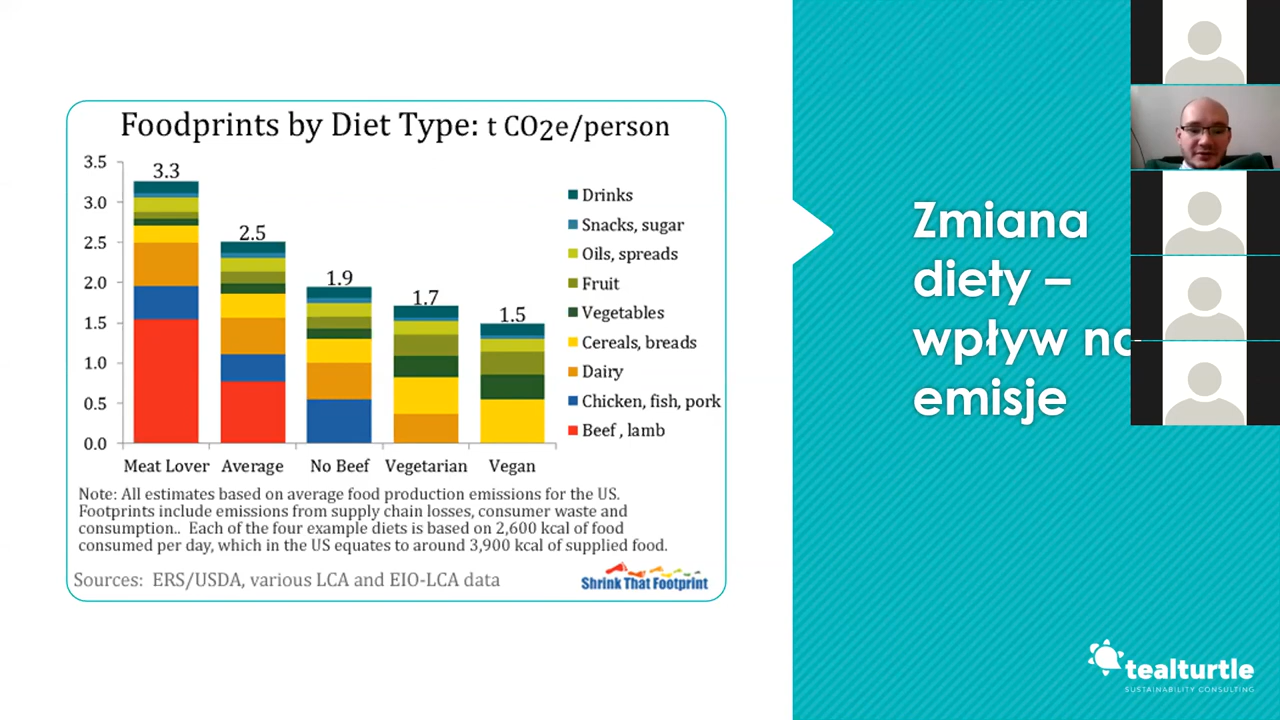 Foodprints by Diet Type: t CO2e/person
3.5
3.0
2.5
2.0
1.5
1.0
0.5
0.0
3.3
2.5
1.9
1.7
1.5
Drinks
Snacks, sugar
Oils, spreads
Fruit
Vegetables
Cereals, breads
Dairy
Chicken, fish, pork
Beef , lamb
Meat Lover
Average
No Beef
Vegetarian
Vegan
Note: All estimates based on average food production emissions for the US.
Footprints include emissions from supply chain losses, consumer waste and
consumption.. Each of the four example diets is based on 2,600 kcal of food
consumed per day, which in the US equates to around 3,900 kcal of supplied food.
Sources: ERS/USDA, various LCA and EIO-LCA data
Shrink That Footprint
Zmiana
diety –
wpływ na
emisje
tealturtle
SUSTAINABILITY CONSULTING